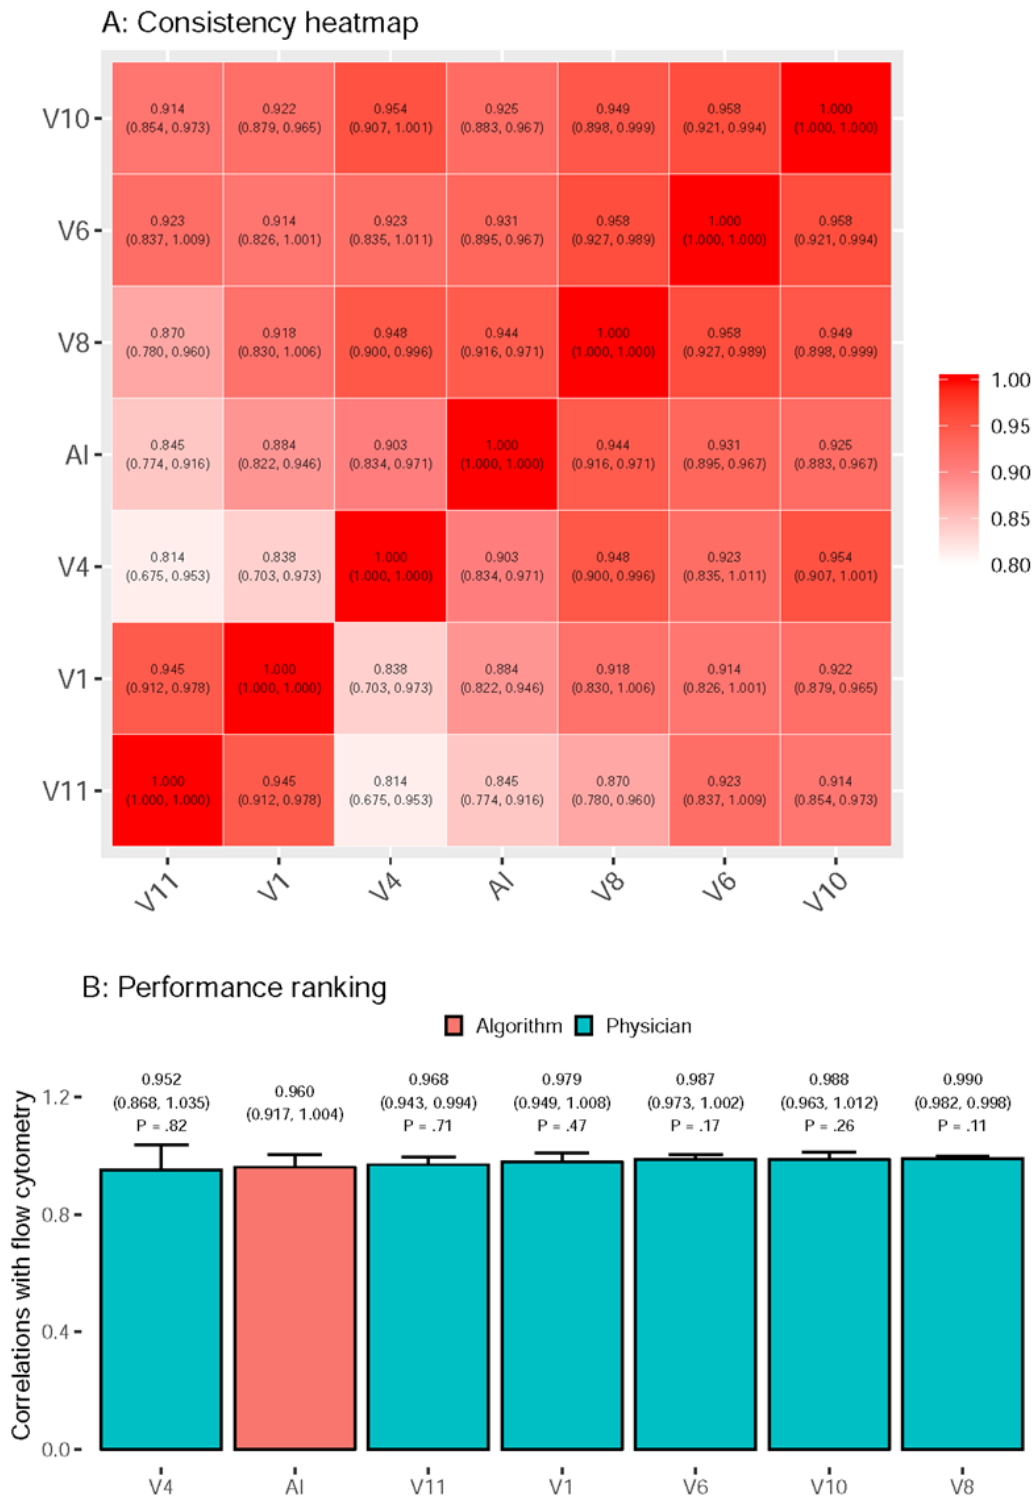 A: Consistency heatmap
V10
0.914 0.922 0.954 0.925 0.949 0.958 1.000
(0.854, 0.973) (0.879, 0.965) (0.907, 1.001) (0.883, 0.967) (0.898, 0.999) (0.921, 0.994) (1.000, 1.000)
V6
0.923 0.914 0.923 0.931 0.958 1.000 0.958
(0.837, 1.009) (0.826, 1.001) (0.835, 1.011) (0.895, 0.967) (0.927, 0.989) (1.000, 1.000) (0.921, 0.994)
V8
0.870 0.918 0.948 0.944 1.000 0.958 0.949
(0.780, 0.960) (0.830, 1.006) (0.900, 0.996) (0.916, 0.971) (1.000, 1.000) (0.927, 0.989) (0.898, 0.999)
AI
0.845 0.884 0.903 1.000 0.944 0.931 0.925
(0.774, 0.916) (0.822, 0.946) (0.834, 0.971) (1.000, 1.000) (0.916, 0.971) (0.895, 0.967) (0.883, 0.967)
V4
0.814 0.838 1.000 0.903 0.948 0.923 0.954
(0.675, 0.953) (0.703, 0.973) (1.000, 1.000) (0.834, 0.971) (0.900, 0.996) (0.835, 1.011) (0.907, 1.001)
V1
0.945 1.000 0.838 0.884 0.918 0.914 0.922
(0.912, 0.978) (1.000, 1.000) (0.703, 0.973) (0.822, 0.946) (0.830, 1.006) (0.826, 1.001) (0.879, 0.965)
V11
1.000 0.945 0.814 0.845 0.870 0.923 0.914
(1.000, 1.000) (0.912, 0.978) (0.675, 0.953) (0.774, 0.916) (0.780, 0.960) (0.837, 1.009) (0.854, 0.973)
V11 V1 V4 AI V8 V6 V10
1.00
0.95
0.90
0.85
0.80
B: Performance ranking
Algorithm Physician
Correlations with flow cytometry
1.2
0.8
0.4
0.0
0.952 0.960 0.968 0.979 0.987 0.988 0.990
(0.868, 1.035) (0.917, 1.004) (0.943, 0.994) (0.949, 1.008) (0.973, 1.002) (0.963, 1.012) (0.982, 0.998)
P = .82 P = .71 P = .47 P = .17 P = .26 P = .11
V4 AI V11 V1 V6 V10 V8